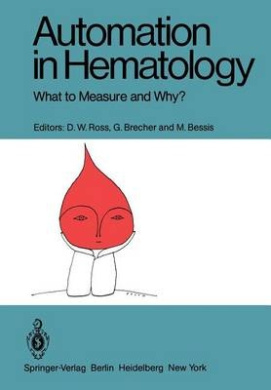 Automation
in Hematology
What to Measure and Why?
Editors: D.W. Ross, G. Brecher and M. Bessis
Springer-Verlag Berlin Heidelberg New York